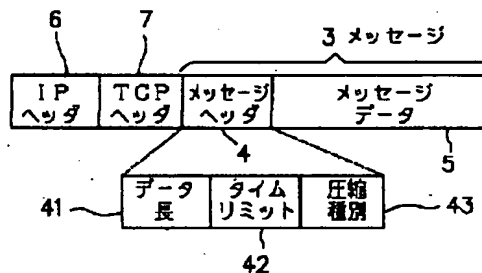 6
7
3 メッセージ
IP
ヘッダ
TCP
ヘッダ
メッセージ
ヘッダ
メッセージ
データ
4
5
データ
長
タイム
リミット
圧縮
種別
41
42
43